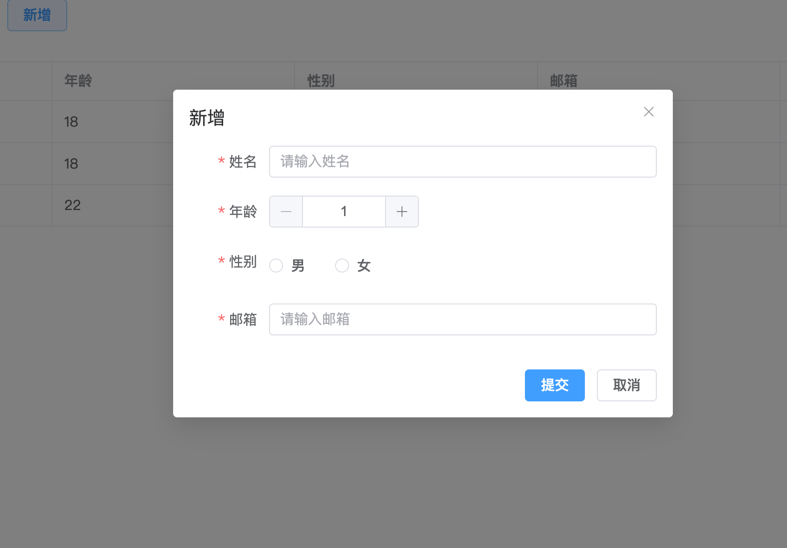 新增
年龄 性别 邮箱
18
18
22
新增
* 姓名 请输入姓名
* 年龄 1
* 性别 男 女
* 邮箱 请输入邮箱
提交 取消